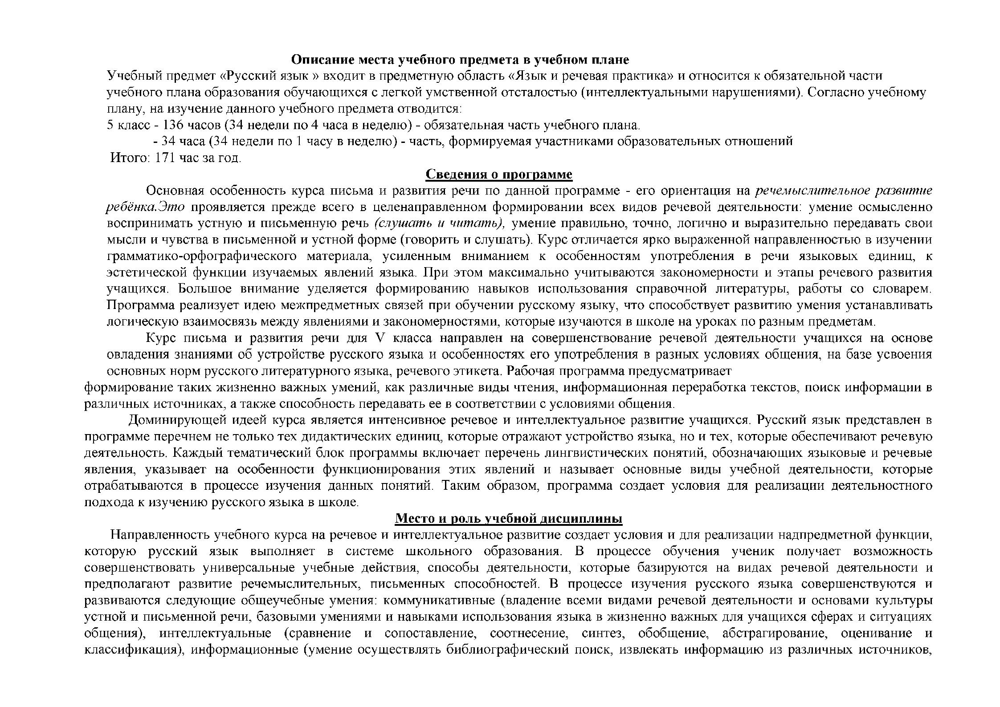 Описание места учебного предмета в учебном плане
Учебный предмет «Русский язык » входит в предметную область «Язык и речевая практика» и относится к обязательной части
учебного плана образования обучающихся с легкой умственной отсталостью (интеллектуальными нарушениями). Согласно учебному
плану, на изучение данного учебного предмета отводится:
5 класс - 136 часов (34 недели по 4 часа в неделю) - обязательная часть учебного плана.
- 34 часа (34 недели по 1 часу в неделю) - часть, формируемая участниками образовательных отношений
Итого: 171 час за год.
Сведения о программе
Основная особенность курса письма и развития речи по данной программе - его ориентация на речемыслительное развитие
ребёнка.Это проявляется прежде всего в целенаправленном формировании всех видов речевой деятельности: умение осмысленно
воспринимать устную и письменную речь (слушать и читать), умение правильно, точно, логично и выразительно передавать свои
мысли и чувства в письменной и устной форме (говорить и слушать). Курс отличается ярко выраженной направленностью в изучении
грамматико-орфографического материала, усиленным вниманием к особенностям употребления в речи языковых единиц, к
эстетической функции изучаемых явлений языка. При этом максимально учитываются закономерности и этапы речевого развития
учащихся. Большое внимание уделяется формированию навыков использования справочной литературы, работы со словарем.
Программа реализует идею межпредметных связей при обучении русскому языку, что способствует развитию умения устанавливать
логическую взаимосвязь между явлениями и закономерностями, которые изучаются в школе на уроках по разным предметам.
Курс письма и развития речи для V класса направлен на совершенствование речевой деятельности учащихся на основе
овладения знаниями об устройстве русского языка и особенностях его употребления в разных условиях общения, на базе усвоения
основных норм русского литературного языка, речевого этикета. Рабочая программа предусматривает
формирование таких жизненно важных умений, как различные виды чтения, информационная переработка текстов, поиск информации в
различных источниках, а также способность передавать ее в соответствии с условиями общения.
Доминирующей идеей курса является интенсивное речевое и интеллектуальное развитие учащихся. Русский язык представлен в
программе перечнем не только тех дидактических единиц, которые отражают устройство языка, но и тех, которые обеспечивают речевую
деятельность. Каждый тематический блок программы включает перечень лингвистических понятий, обозначающих языковые и речевые
явления, указывает на особенности функционирования этих явлений и называет основные виды учебной деятельности, которые
отрабатываются в процессе изучения данных понятий. Таким образом, программа создает условия для реализации деятельностного
подхода к изучению русского языка в школе.
Место и роль учебной дисциплины
Направленность учебного курса на речевое и интеллектуальное развитие создает условия и для реализации надпредметной функции,
которую русский язык выполняет в системе школьного образования. В процессе обучения ученик получает возможность
совершенствовать универсальные учебные действия, способы деятельности, которые базируются на видах речевой деятельности и
предполагают развитие речемыслительных, письменных способностей. В процессе изучения русского языка совершенствуются и
развиваются следующие общеучебные умения: коммуникативные (владение всеми видами речевой деятельности и основами культуры
устной и письменной речи, базовыми умениями и навыками использования языка в жизненно важных для учащихся сферах и ситуациях
общения), интеллектуальные (сравнение и сопоставление, соотнесение, синтез, обобщение, абстрагирование, оценивание и
классификация), информационные (умение осуществлять библиографический поиск, извлекать информацию из различных источников,